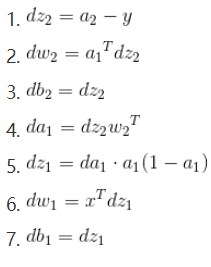 1. dz₂ = a₂ − y
2. dw₂ = a₁ᵀdz₂
3. db₂ = dz₂
4. da₁ = dz₂w₂ᵀ
5. dz₁ = da₁ · a₁(1 − a₁)
6. dw₁ = xᵀdz₁
7. db₁ = dz₁